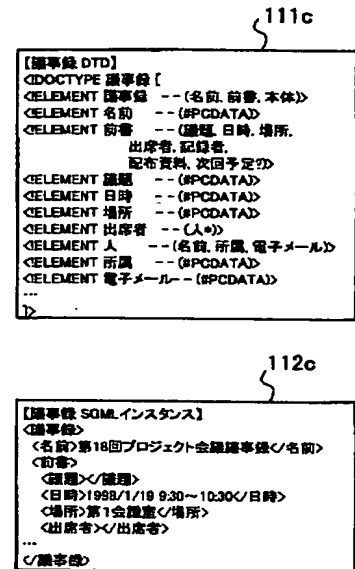 111c
【議事録 DTD】
<!DOCTYPE 議事録 [
<!ELEMENT 議事録 --(名前, 前書, 本体)>
<!ELEMENT 名前 --(#PCDATA)>
<!ELEMENT 前書 --(議題, 日時, 場所,
出席者, 記録者,
配布資料, 次回予定?)>
<!ELEMENT 議題 --(#PCDATA)>
<!ELEMENT 日時 --(#PCDATA)>
<!ELEMENT 場所 --(#PCDATA)>
<!ELEMENT 出席者 --(人*)>
<!ELEMENT 人 --(名前, 所属, 電子メール)>
<!ELEMENT 所属 --(#PCDATA)>
<!ELEMENT 電子メール--(#PCDATA)>
...
]>
112c
【議事録 SGMLインスタンス】
<議事録>
<名前>第18回プロジェクト会議議事録</名前>
<前書>
<議題></議題>
<日時>1998/1/19 9:30~10:30</日時>
<場所>第1会議室</場所>
<出席者></出席者>
...
</議事録>